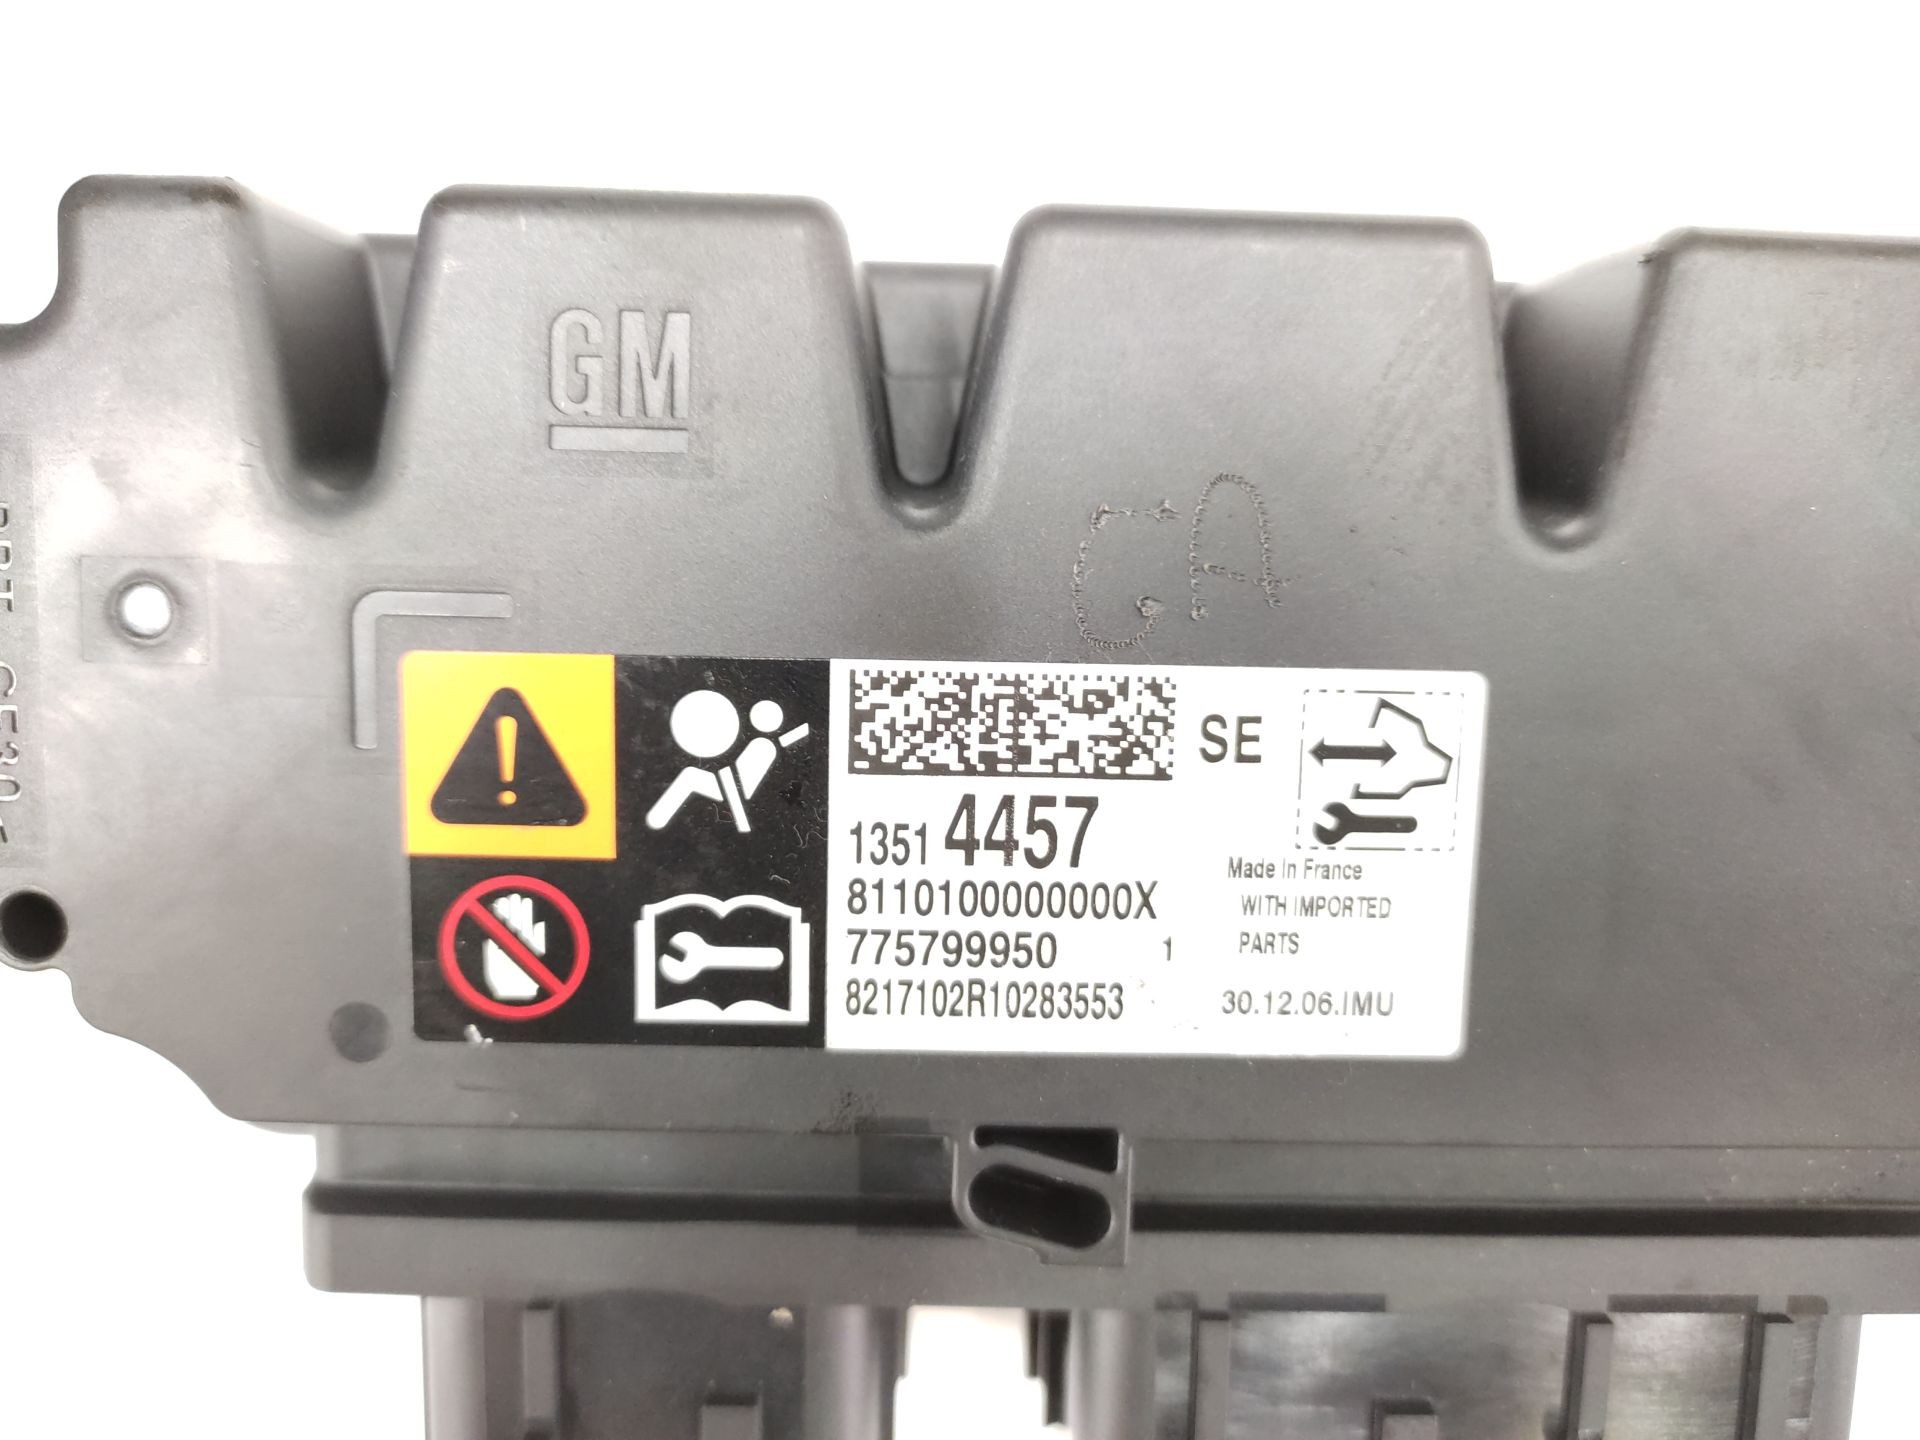 GM
GA
SE
1351 4457
8110100000000X
775799950 1
8217102R10283553
Made In France
WITH IMPORTED
PARTS
30.12.06.IMU